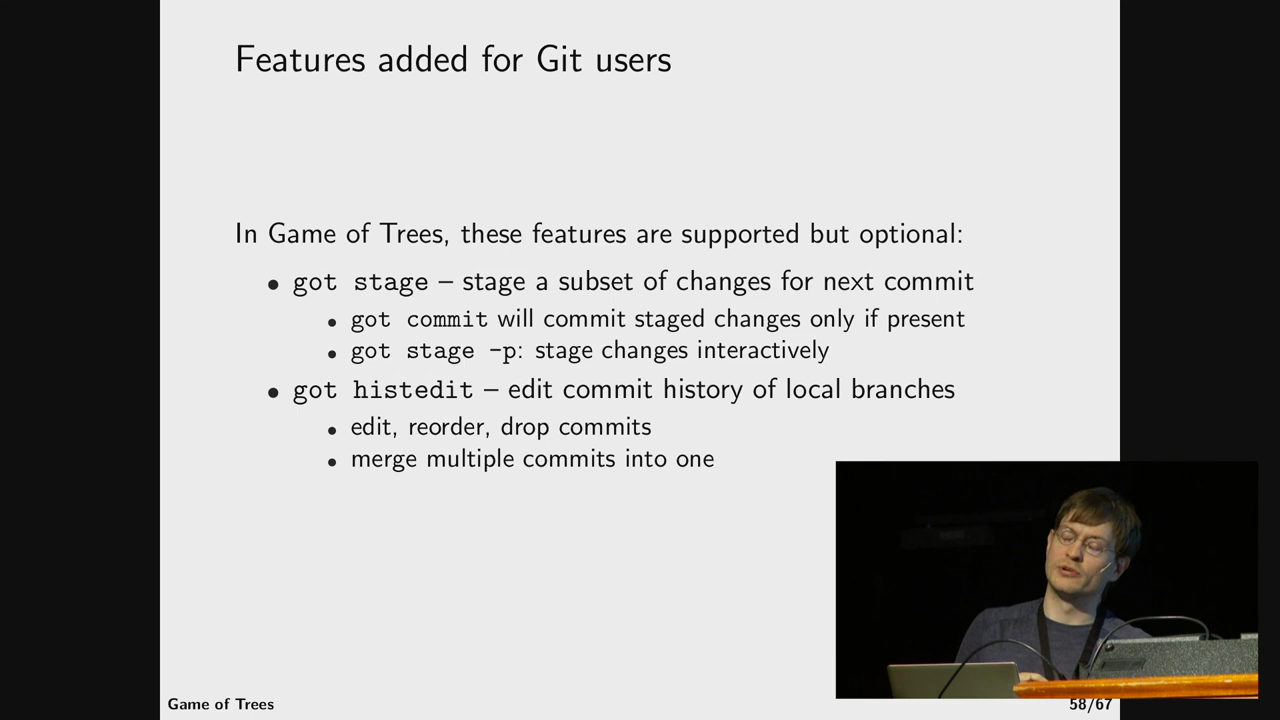 Features added for Git users
In Game of Trees, these features are supported but optional:
• got stage – stage a subset of changes for next commit
• got commit will commit staged changes only if present
• got stage -p: stage changes interactively
• got histedit – edit commit history of local branches
• edit, reorder, drop commits
• merge multiple commits into one
Game of Trees
58/67